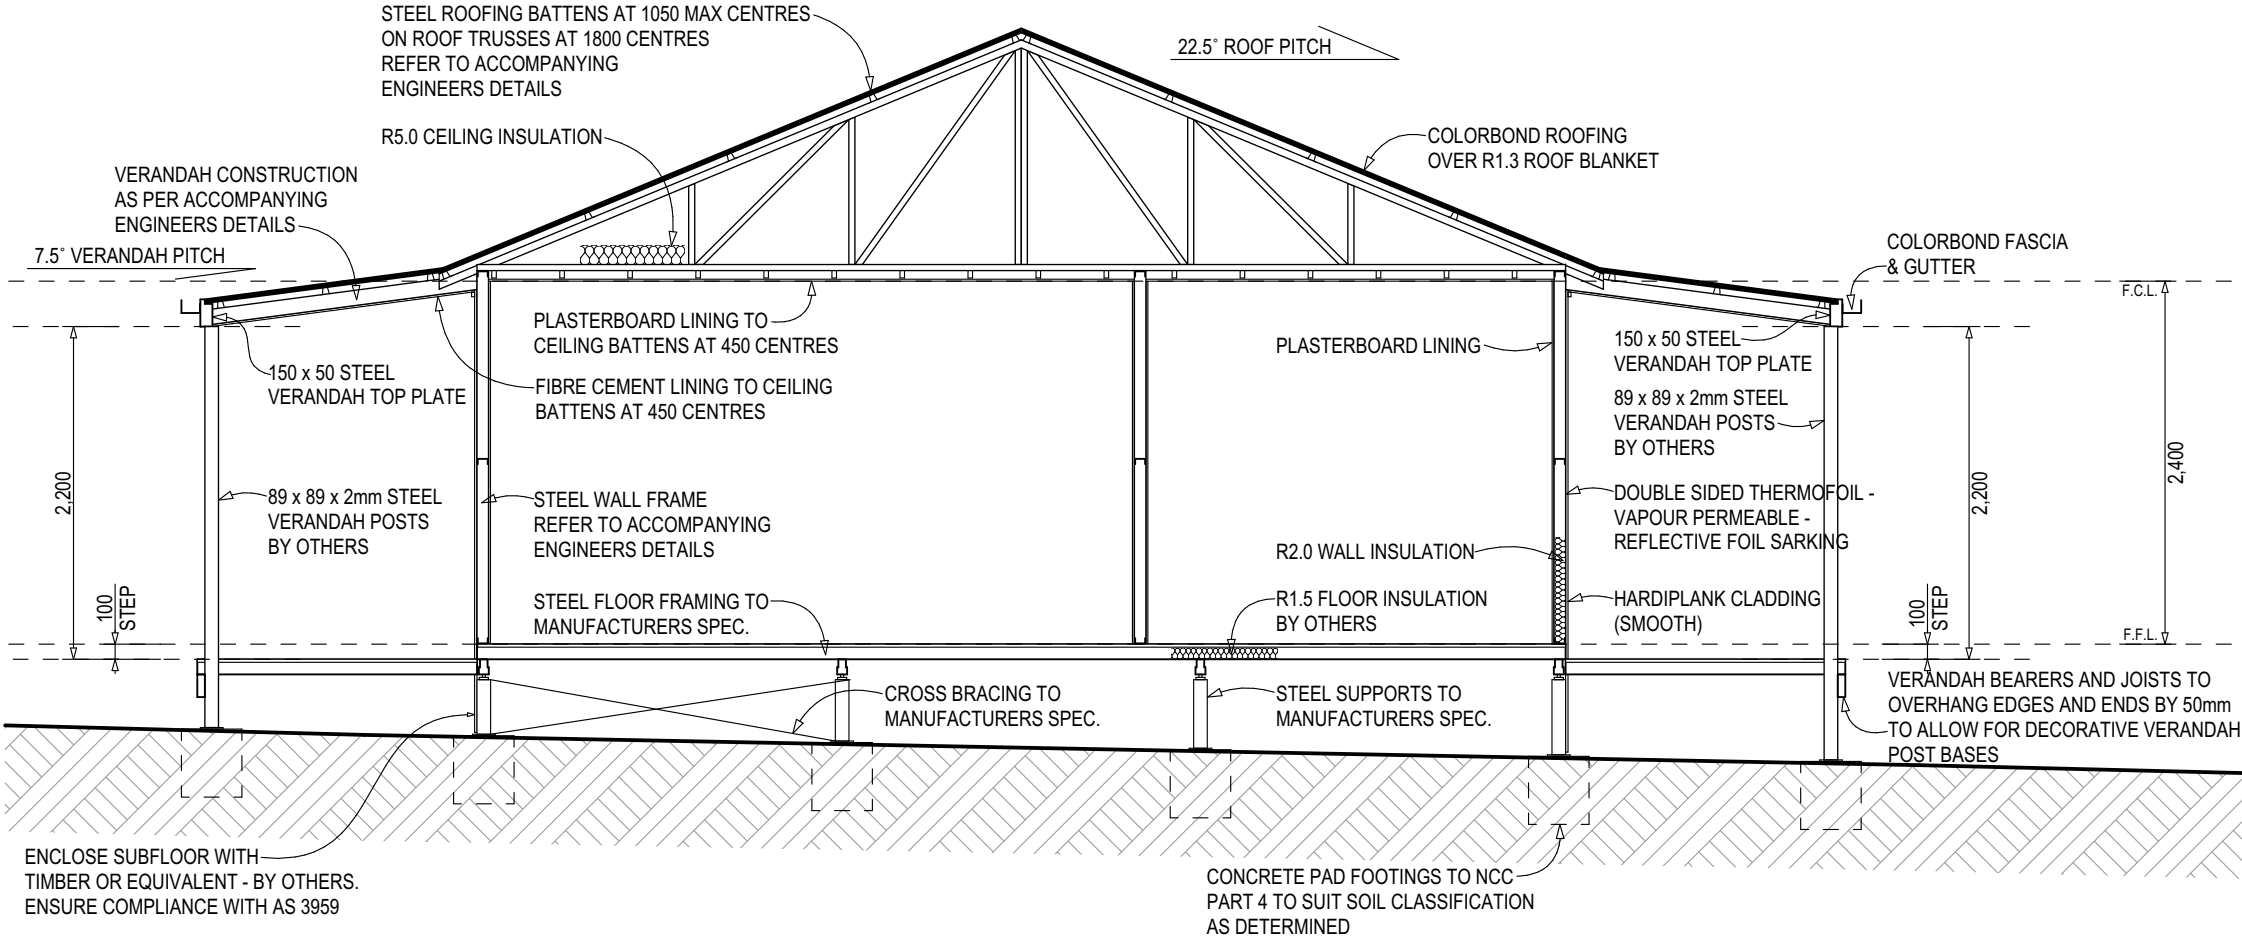 STEEL ROOFING BATTENS AT 1050 MAX CENTRES
ON ROOF TRUSSES AT 1800 CENTRES
REFER TO ACCOMPANYING
ENGINEERS DETAILS
22.5° ROOF PITCH
R5.0 CEILING INSULATION
COLORBOND ROOFING
OVER R1.3 ROOF BLANKET
VERANDAH CONSTRUCTION
AS PER ACCOMPANYING
ENGINEERS DETAILS
7.5° VERANDAH PITCH
COLORBOND FASCIA
& GUTTER
F.C.L.
PLASTERBOARD LINING TO
CEILING BATTENS AT 450 CENTRES
PLASTERBOARD LINING
150 x 50 STEEL
VERANDAH TOP PLATE
150 x 50 STEEL
VERANDAH TOP PLATE
FIBRE CEMENT LINING TO CEILING
BATTENS AT 450 CENTRES
89 x 89 x 2mm STEEL
VERANDAH POSTS
BY OTHERS
2,200
89 x 89 x 2mm STEEL
VERANDAH POSTS
BY OTHERS
STEEL WALL FRAME
REFER TO ACCOMPANYING
ENGINEERS DETAILS
DOUBLE SIDED THERMOFOIL -
VAPOUR PERMEABLE -
REFLECTIVE FOIL SARKING
2,200
2,400
R2.0 WALL INSULATION
100
STEP
STEEL FLOOR FRAMING TO
MANUFACTURERS SPEC.
R1.5 FLOOR INSULATION
BY OTHERS
HARDIPLANK CLADDING
(SMOOTH)
100
STEP
F.F.L.
CROSS BRACING TO
MANUFACTURERS SPEC.
STEEL SUPPORTS TO
MANUFACTURERS SPEC.
VERANDAH BEARERS AND JOISTS TO
OVERHANG EDGES AND ENDS BY 50mm
TO ALLOW FOR DECORATIVE VERANDAH
POST BASES
ENCLOSE SUBFLOOR WITH
TIMBER OR EQUIVALENT - BY OTHERS.
ENSURE COMPLIANCE WITH AS 3959
CONCRETE PAD FOOTINGS TO NCC
PART 4 TO SUIT SOIL CLASSIFICATION
AS DETERMINED